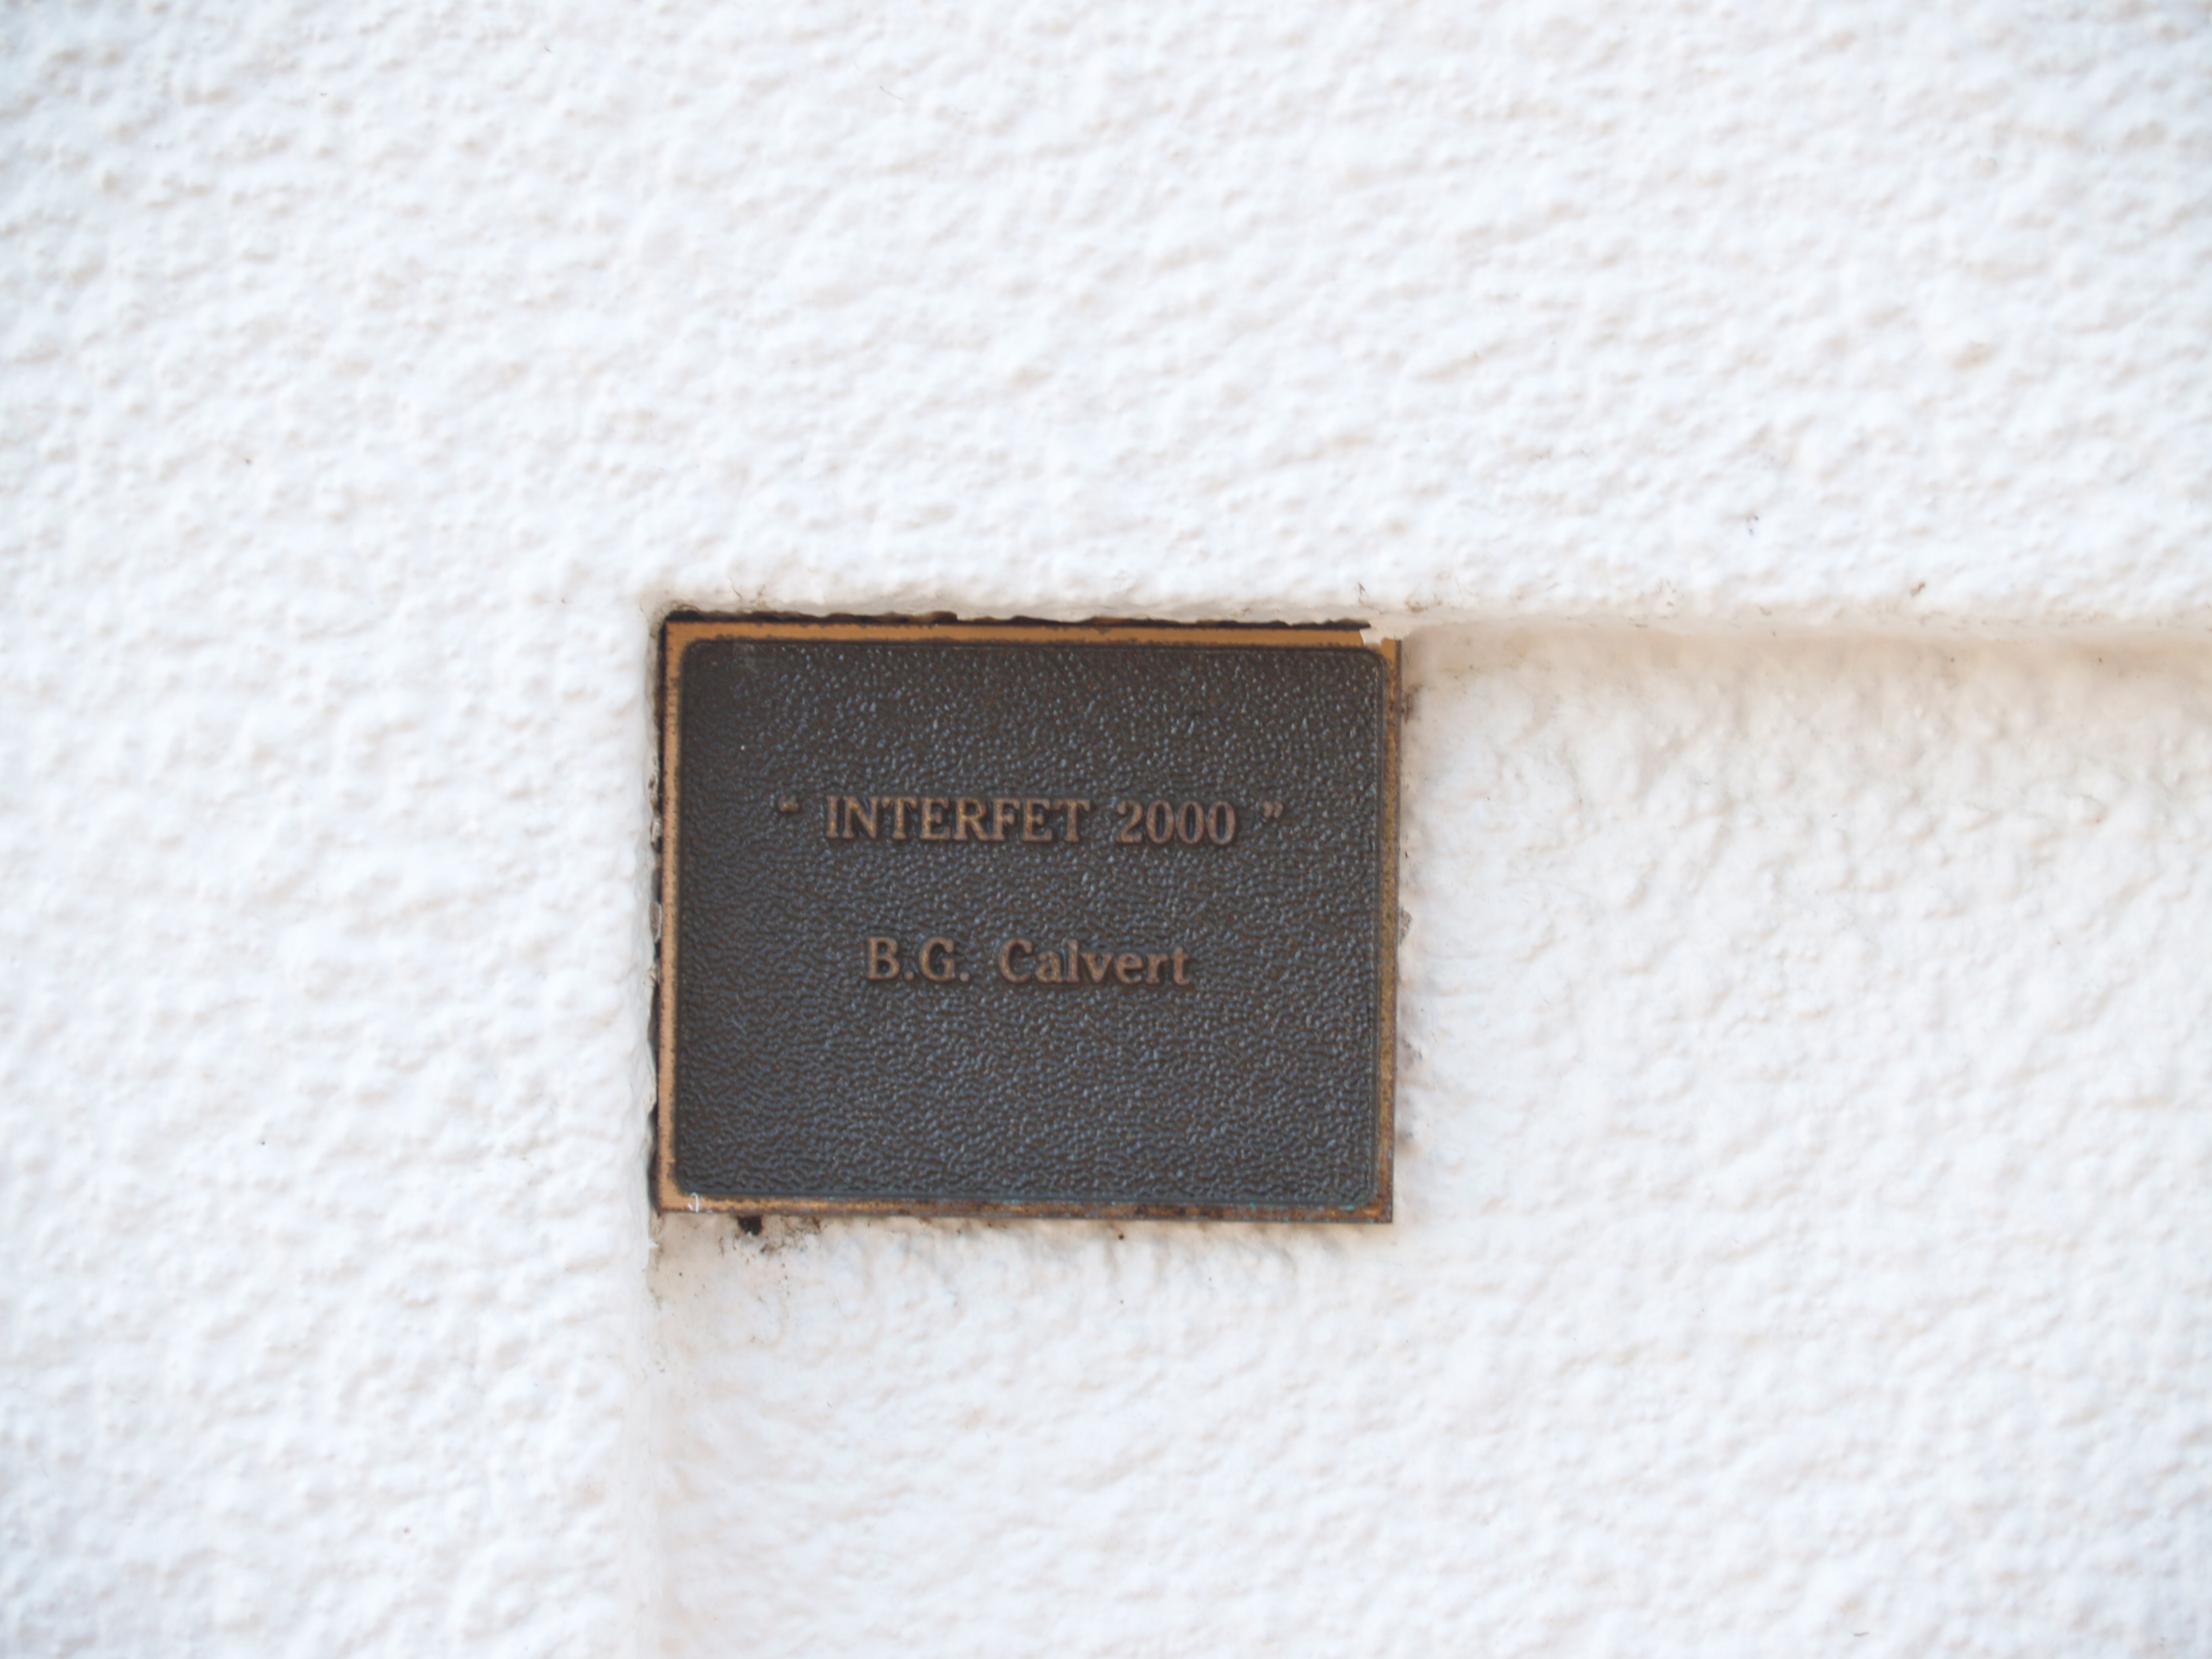 “ INTERFET 2000 ”
B.G. Calvert